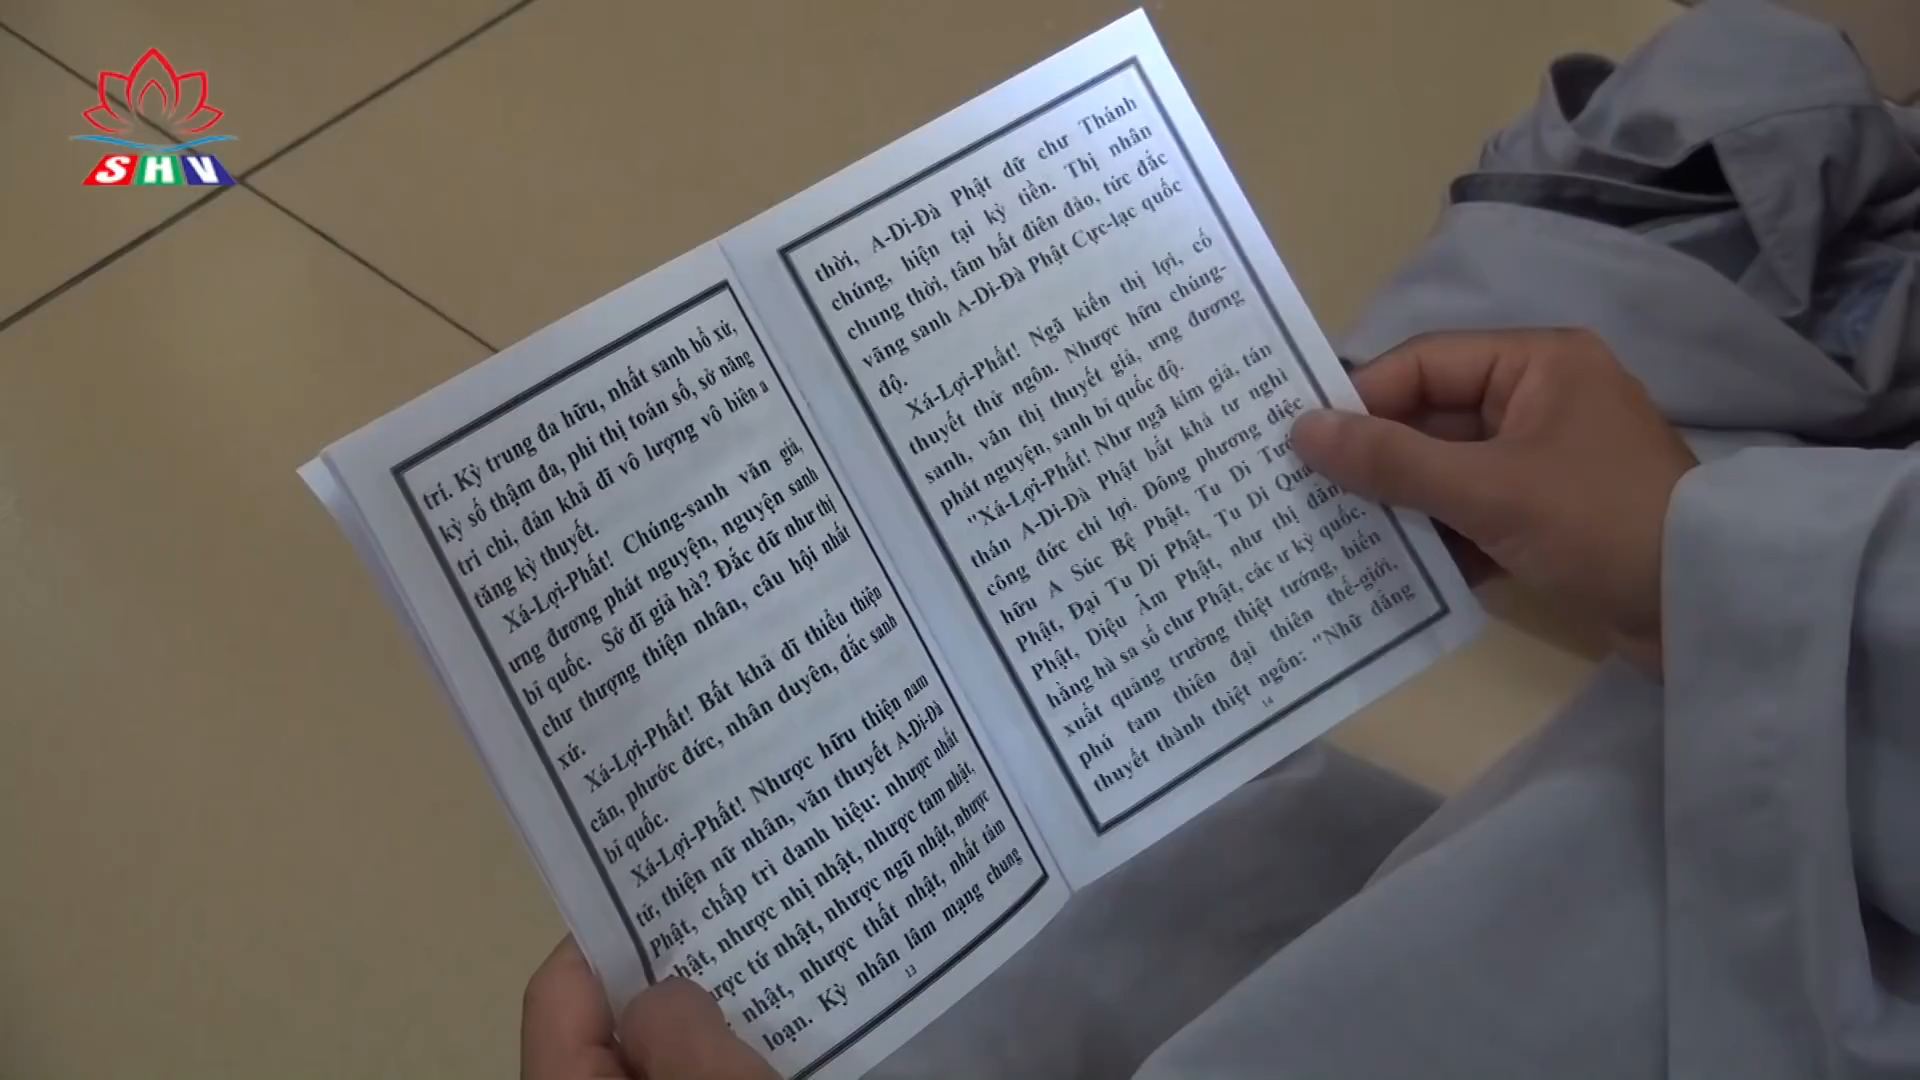 SHV
trí. Kỳ trung đa hữu, nhất sanh bổ xứ,
kỳ số thậm đa, phi thị toán số, sở năng
tri chi, đản khả dĩ vô lượng vô biên a
tăng kỳ thuyết.
Xá-Lợi-Phất! Chúng-sanh văn giả,
ưng đương phát nguyện, nguyện sanh
bỉ quốc. Sở dĩ giả hà? Đắc dữ như thị
chư thượng thiện nhân, câu hội nhất
xứ.
Xá-Lợi-Phất! Bất khả dĩ thiểu thiện
căn, phước đức, nhân duyên, đắc sanh
bỉ quốc.
Xá-Lợi-Phất! Nhược hữu thiện nam
tử, thiện nữ nhân, văn thuyết A-Di-Đà
Phật, chấp trì danh hiệu: nhược nhất
nhật, nhược nhị nhật, nhược tam nhật,
tứ nhật, nhược ngũ nhật, nhược
nhật, nhược thất nhật, nhất tâm
loạn. Kỳ nhân lâm mạng chung
13
thời, A-Di-Đà Phật dữ chư Thánh
chúng, hiện tại kỳ tiền. Thị nhân
chung thời, tâm bất điên đảo, tức đắc
vãng sanh A-Di-Đà Phật Cực-lạc quốc
độ.
Xá-Lợi-Phất! Ngã kiến thị lợi, cố
thuyết thử ngôn. Nhược hữu chúng-
sanh, văn thị thuyết giả, ưng đương
phát nguyện, sanh bỉ quốc độ.
"Xá-Lợi-Phất! Như ngã kim giả, tán
thán A-Di-Đà Phật bất khả tư nghì
công đức chi lợi. Đông phương diệc
hữu A Súc Bệ Phật, Tu Di Tướng
Phật, Đại Tu Di Phật, Tu Di
Phật, Diệu Âm Phật, như thị đẳng,
hằng hà sa số chư Phật, các ư kỳ quốc,
xuất quảng trường thiệt tướng, biến
phú tam thiên đại thiên thế-giới,
thuyết thành thiệt ngôn: "Nhữ đẳng
14